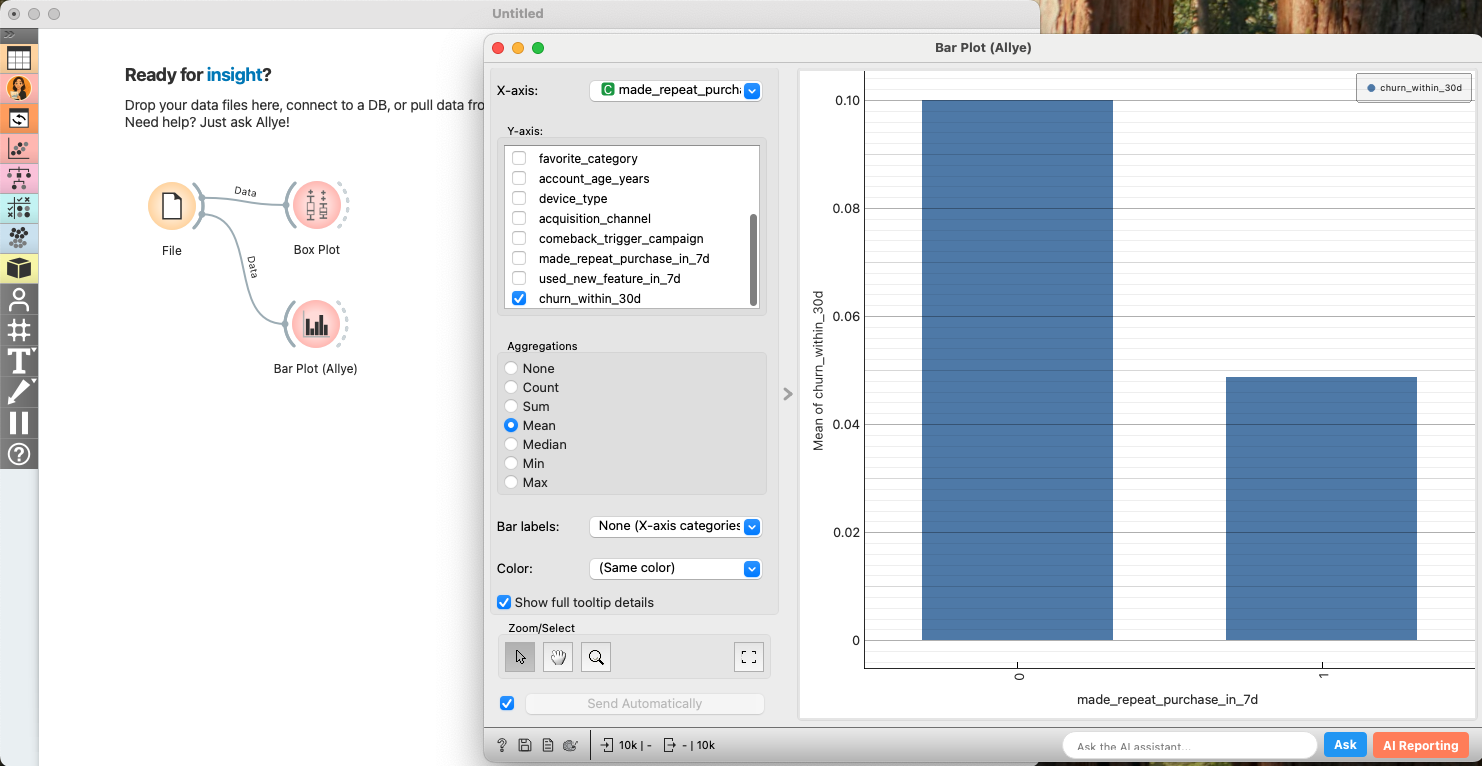 Untitled
Ready for insight?
Drop your data files here, connect to a DB, or pull data fro
Need help? Just ask Allye!
Data
Data
File
Box Plot
Bar Plot (Allye)
Bar Plot (Allye)
X-axis:
C made_repeat_purcha
Y-axis:
favorite_category
account_age_years
device_type
acquisition_channel
comeback_trigger_campaign
made_repeat_purchase_in_7d
used_new_feature_in_7d
churn_within_30d
Aggregations
None
Count
Sum
Mean
Median
Min
Max
Bar labels:
None (X-axis categories
Color:
(Same color)
Show full tooltip details
Zoom/Select
Send Automatically
churn_within_30d
0.10
0.08
0.06
0.04
0.02
0
Mean of churn_within_30d
0
1
made_repeat_purchase_in_7d
? 10k | - - | 10k
Ask the AI assistant...
Ask
AI Reporting